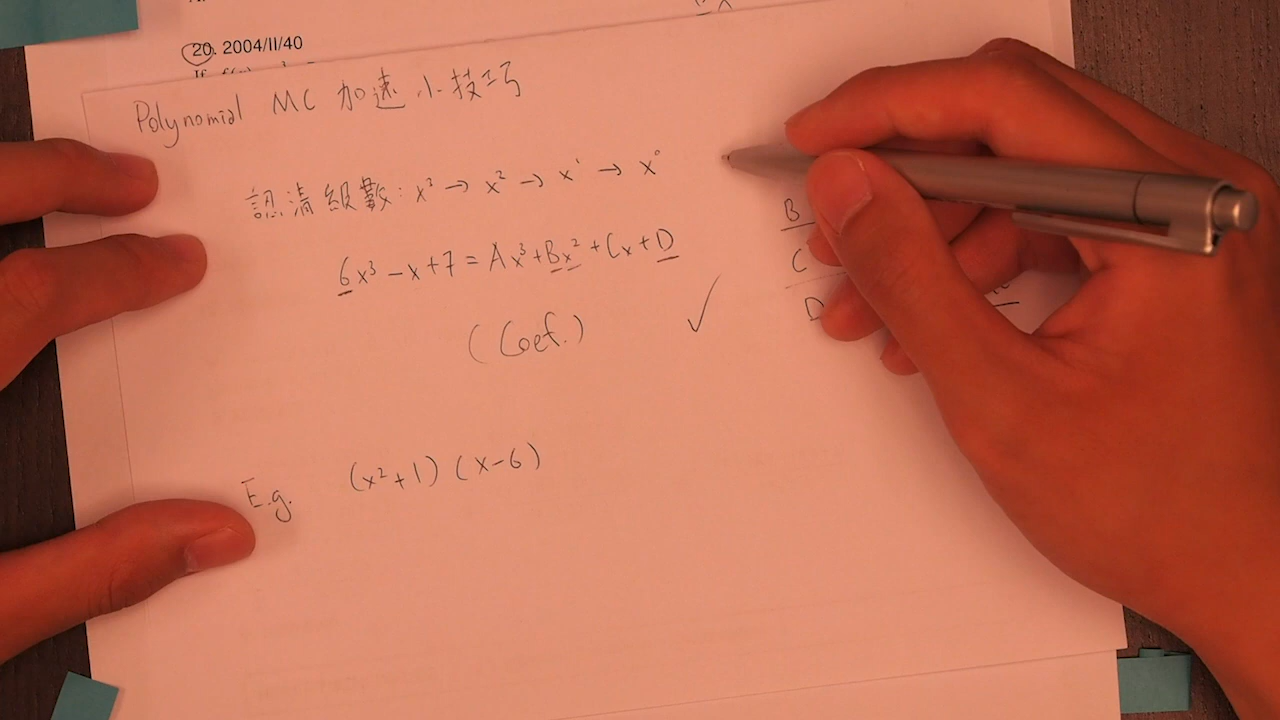 20. 2004/II/40
Polynomial MC 加速小技巧
認清級數: x³ → x² → x¹ → x⁰
6x³ - x + 7 = Ax³ + Bx² + Cx + D
(Coef.)
✓
B
C
D
E.g. (x² + 1) (x - 6)